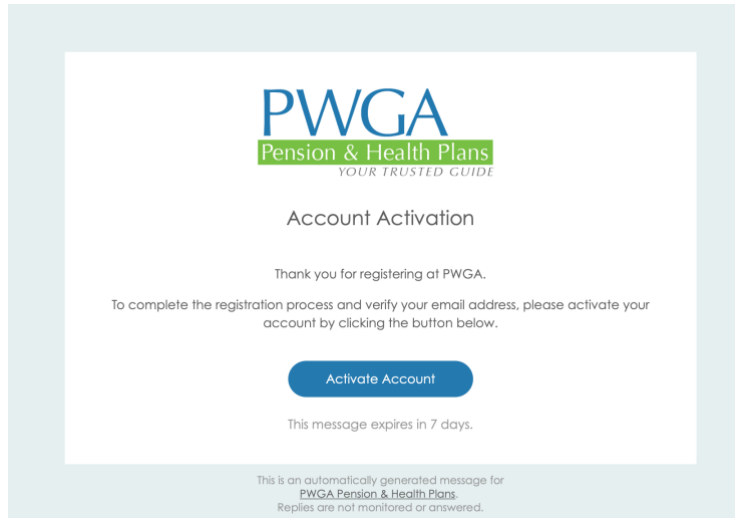 PWGA
Pension & Health Plans
YOUR TRUSTED GUIDE
Account Activation
Thank you for registering at PWGA.
To complete the registration process and verify your email address, please activate your
account by clicking the button below.
Activate Account
This message expires in 7 days.
This is an automatically generated message for
PWGA Pension & Health Plans.
Replies are not monitored or answered.